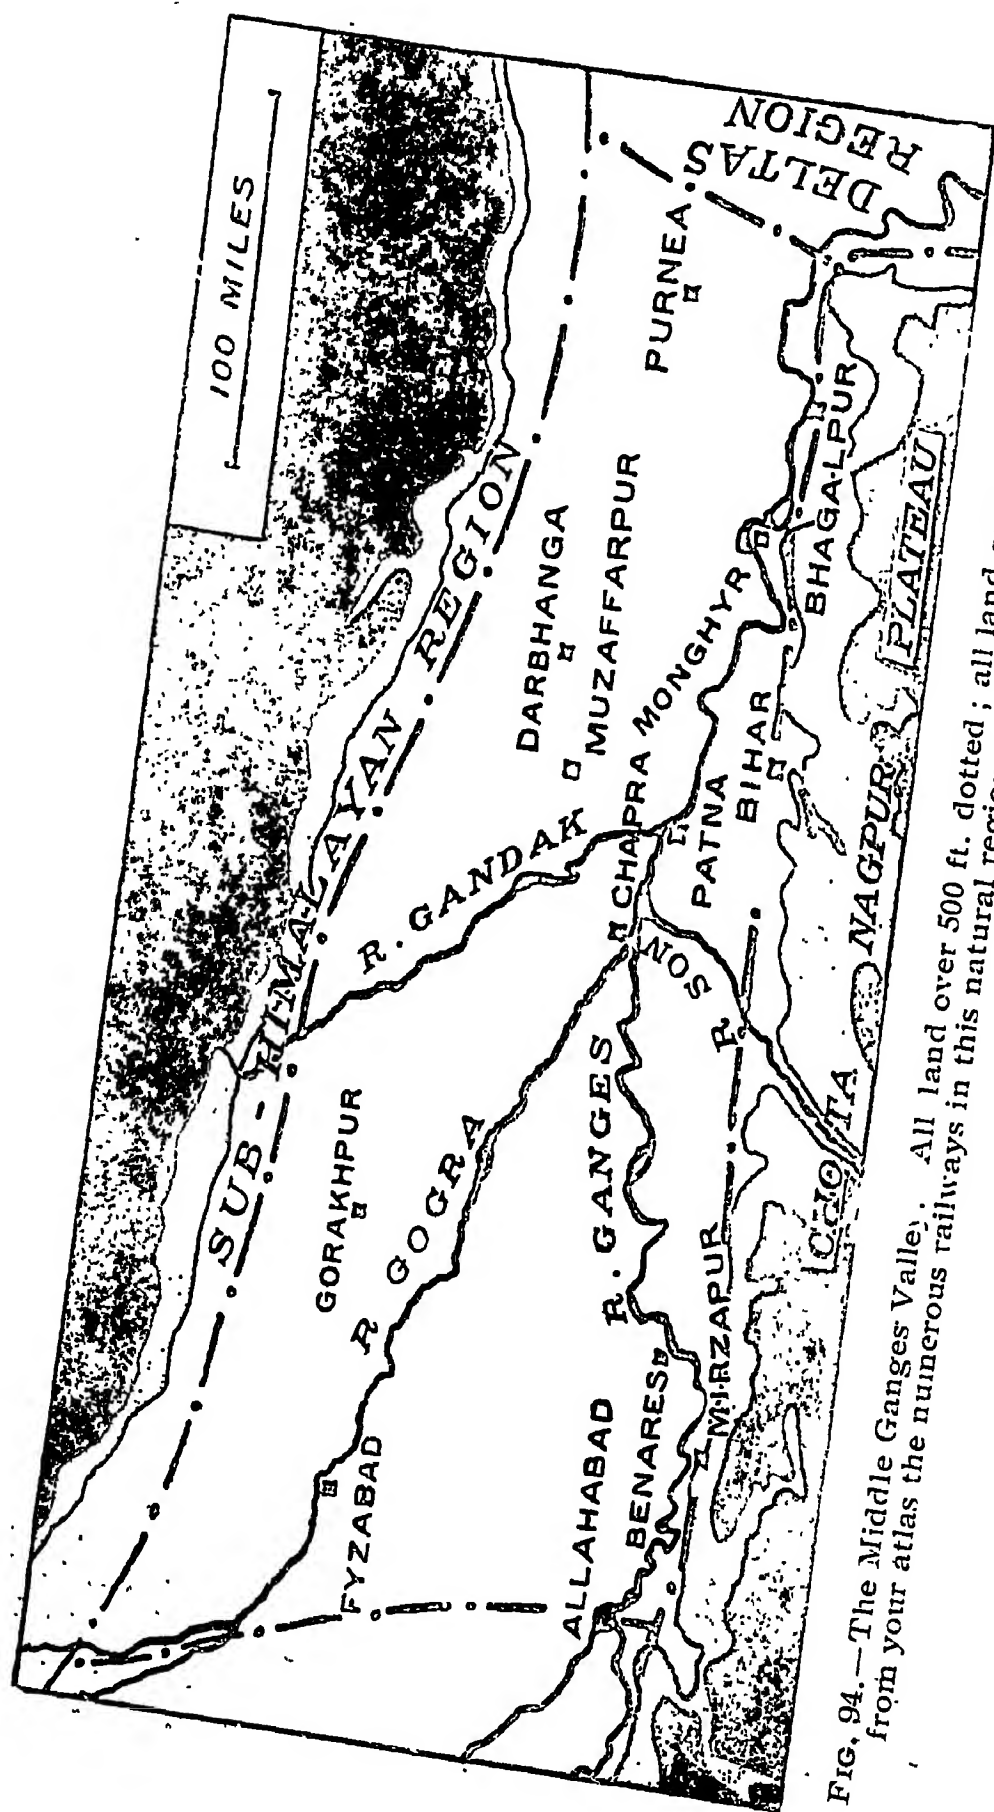 100 MILES
SUB-HIMALAYAN REGION
DELTAS
REGION
PURNEA
DARBHANGA
MUZAFFARPUR
R. GANDAK
GORAKHPUR
R GOGRA
FYZABAD
CHAPRA
MONGHYR
BHAGALPUR
PATNA
BIHAR
R. GANGES
R SON
ALLAHABAD
BENARES
MIRZAPUR
CHOTA NAGPUR PLATEAU
FIG. 94.—The Middle Ganges Valley. All land over 500 ft. dotted; all land
from your atlas the numerous railways in this natural